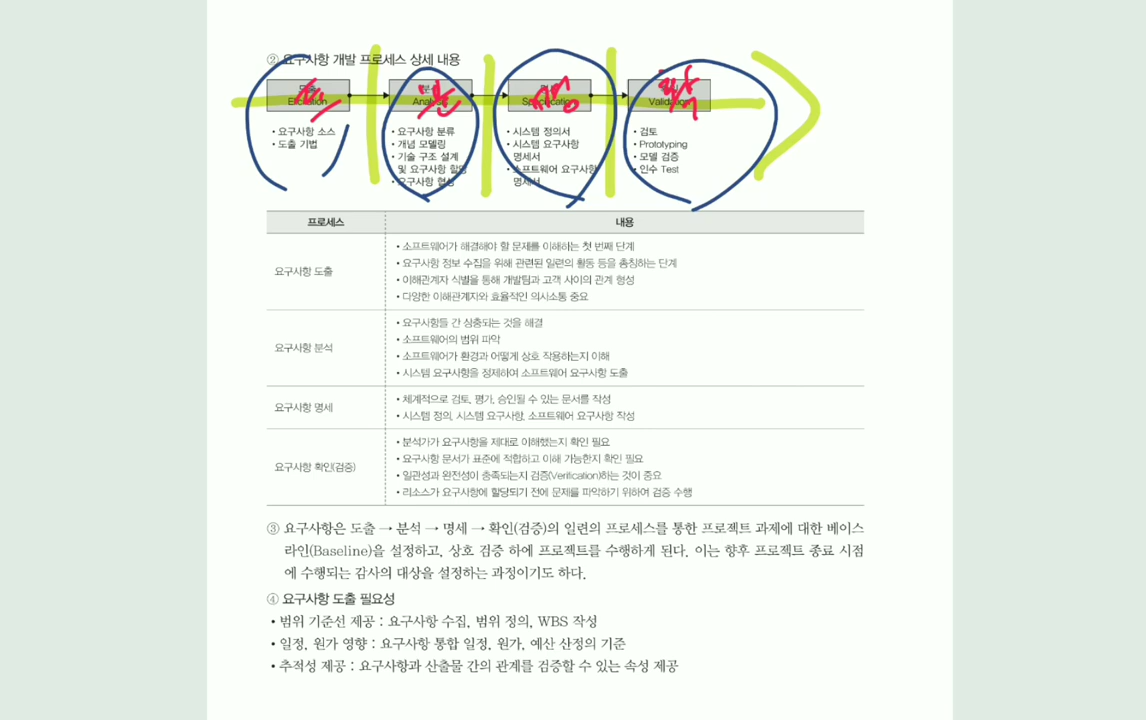 ② 요구사항 개발 프로세스 상세 내용
도출 분석 명세 확인
Elicitation Analysis Specification Validation
• 요구사항 소스 • 요구사항 분류 • 시스템 정의서 • 검토
• 도출 기법 • 개념 모델링 • 시스템 요구사항 • Prototyping
• 기술 구조 설계 명세서 • 모델 검증
및 요구사항 할당 • 소프트웨어 요구사항 • 인수 Test
• 요구사항 협상 명세서
프로세스 내용
요구사항 도출
• 소프트웨어가 해결해야 할 문제를 이해하는 첫 번째 단계
• 요구사항 정보 수집을 위해 관련된 일련의 활동 등을 총칭하는 단계
• 이해관계자 식별을 통해 개발팀과 고객 사이의 관계 형성
• 다양한 이해관계자와 효율적인 의사소통 중요
요구사항 분석
• 요구사항들 간 상충되는 것을 해결
• 소프트웨어의 범위 파악
• 소프트웨어가 환경과 어떻게 상호 작용하는지 이해
• 시스템 요구사항을 정제하여 소프트웨어 요구사항 도출
요구사항 명세
• 체계적으로 검토, 평가, 승인될 수 있는 문서를 작성
• 시스템 정의, 시스템 요구사항, 소프트웨어 요구사항 작성
요구사항 확인(검증)
• 분석가가 요구사항을 제대로 이해했는지 확인 필요
• 요구사항 문서가 표준에 적합하고 이해 가능한지 확인 필요
• 일관성과 완전성이 충족되는지 검증(Verification)하는 것이 중요
• 리소스가 요구사항에 할당되기 전에 문제를 파악하기 위하여 검증 수행
③ 요구사항은 도출 → 분석 → 명세 → 확인(검증)의 일련의 프로세스를 통한 프로젝트 과제에 대한 베이스
라인(Baseline)을 설정하고, 상호 검증 하에 프로젝트를 수행하게 된다. 이는 향후 프로젝트 종료 시점
에 수행되는 감사의 대상을 설정하는 과정이기도 하다.
④ 요구사항 도출 필요성
• 범위 기준선 제공 : 요구사항 수집, 범위 정의, WBS 작성
• 일정, 원가 영향 : 요구사항 통합 일정, 원가, 예산 산정의 기준
• 추적성 제공 : 요구사항과 산출물 간의 관계를 검증할 수 있는 속성 제공